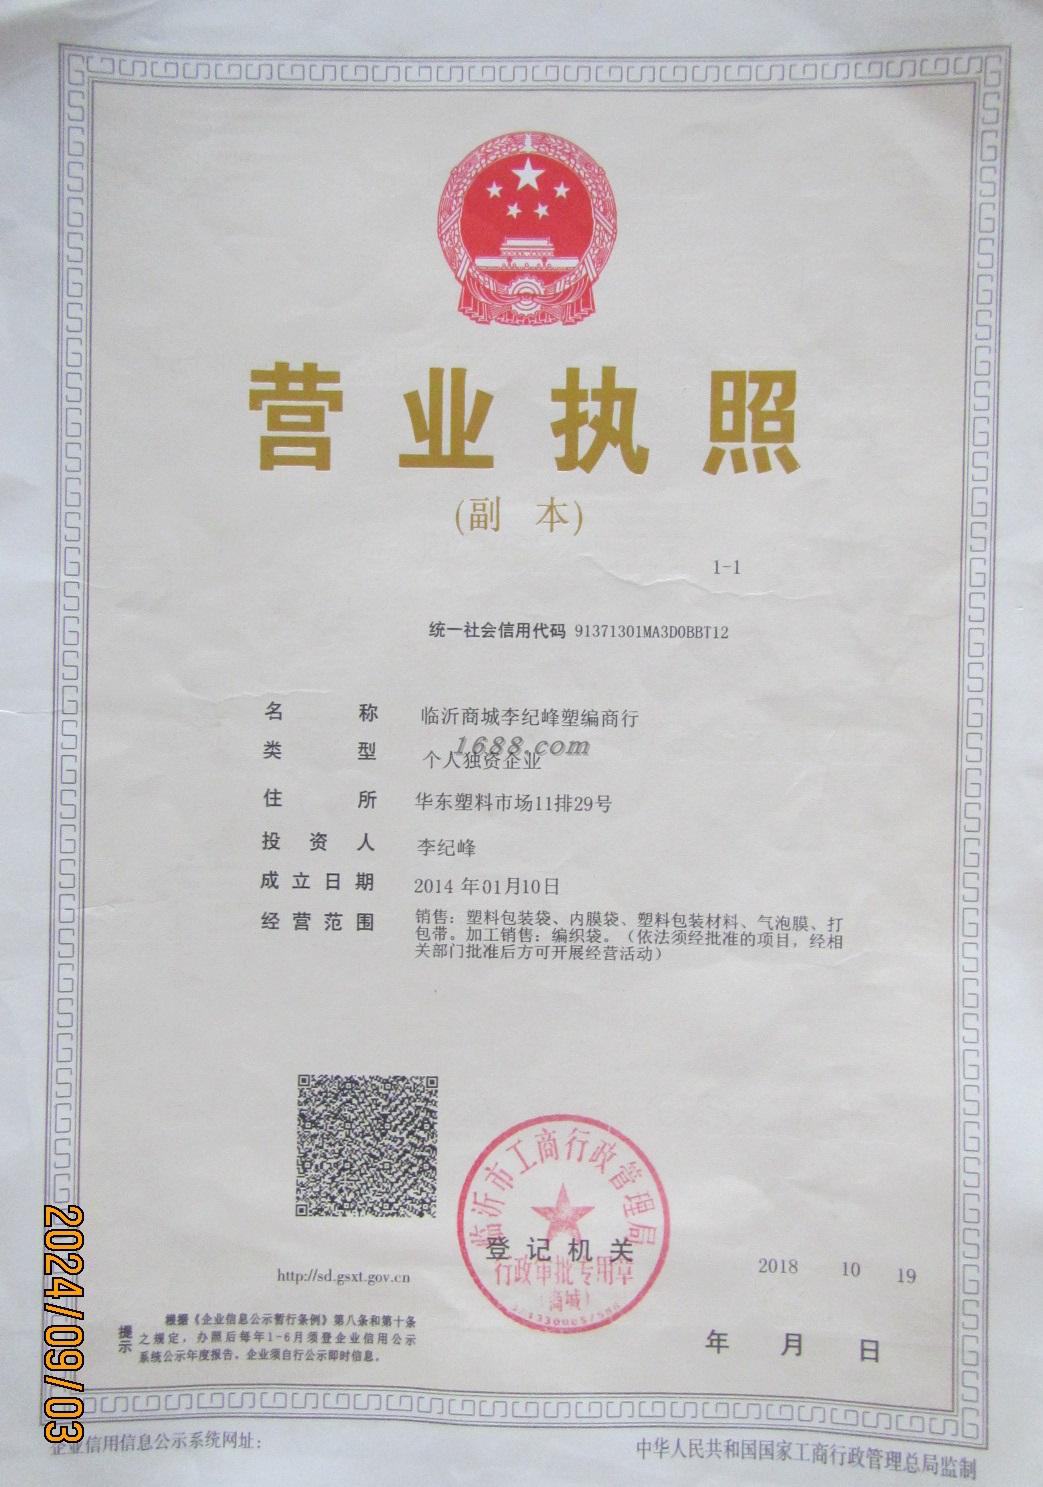 营业执照
(副 本)
1-1
统一社会信用代码 91371301MA3D0BBT12
名称 临沂商城李纪峰塑编商行
1688.com
类型 个人独资企业
住所 华东塑料市场11排29号
投资人 李纪峰
成立日期 2014年01月10日
经营范围 销售：塑料包装袋、内膜袋、塑料包装材料、气泡膜、打
包带。加工销售：编织袋。（依法须经批准的项目，经相
关部门批准后方可开展经营活动）
临沂市工商行政管理局
登记机关
行政审批专用章
（商城）
http://sd.gsxt.gov.cn
2018 10 19
年 月 日
提示
根据《企业信息公示暂行条例》第八条和第十条
之规定，办照后每年1-6月须登企业信用公示
系统公示年度报告。企业须自行公示即时信息。
2024/09/03
企业信用信息公示系统网址：
中华人民共和国国家工商行政管理总局监制